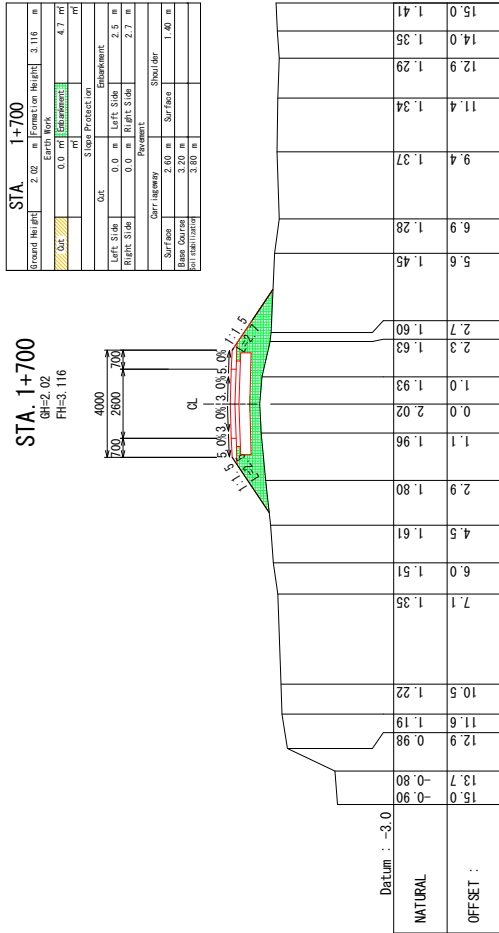 STA. 1+700
Ground Height 2.02 m Formation Height 3.116 m
Earth Work
Cut 0.0 ㎡ Embankment 4.7 ㎡
㎡ ㎡
Slope Protection
Cut Embankment
Left Side 0.0 m Left Side 2.5 m
Right Side 0.0 m Right Side 2.7 m
Pavement
Carriageway Shoulder
Surface 2.60 m Surface 1.40 m
Base Course 3.20 m
Soil stabilization 3.80 m
STA. 1+700
GH=2.02
FH=3.116
4000
700 2600 700
CL
5.0% 3.0% 3.0% 5.0%
1:1.5 1:1.5
L=2.7
Datum : -3.0
NATURAL -0.90 -0.80 0.98 1.19 1.22 1.35 1.51 1.61 1.80 1.96 2.02 1.93 1.63 1.60 1.45 1.28 1.37 1.34 1.29 1.35 1.41
OFFSET : 15.0 13.7 12.9 11.6 10.5 7.1 6.0 4.5 2.9 1.1 0.0 1.0 2.3 2.7 5.6 6.9 9.4 11.4 12.9 14.0 15.0